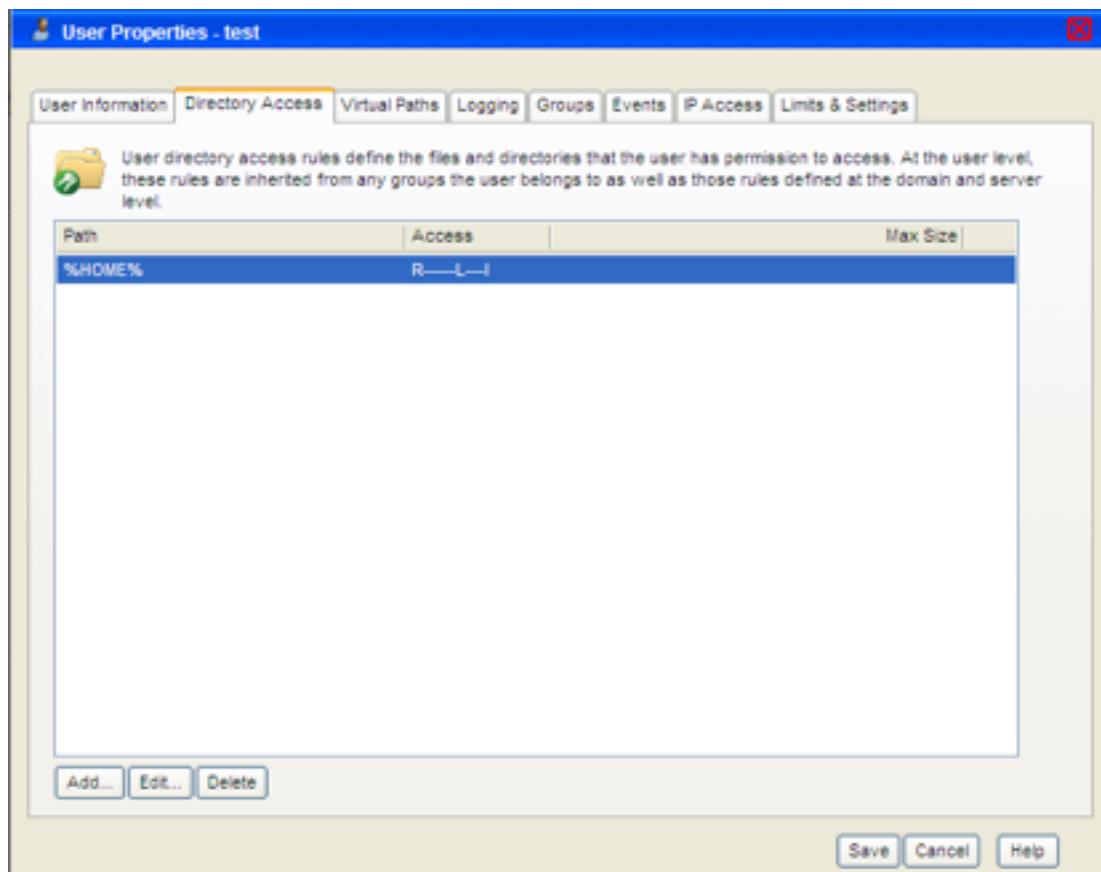 User Properties - test
User Information Directory Access Virtual Paths Logging Groups Events IP Access Limits & Settings
User directory access rules define the files and directories that the user has permission to access. At the user level,
these rules are inherited from any groups the user belongs to as well as those rules defined at the domain and server
level.
Path Access Max Size
%HOME% R------L---I
Add... Edit... Delete
Save Cancel Help